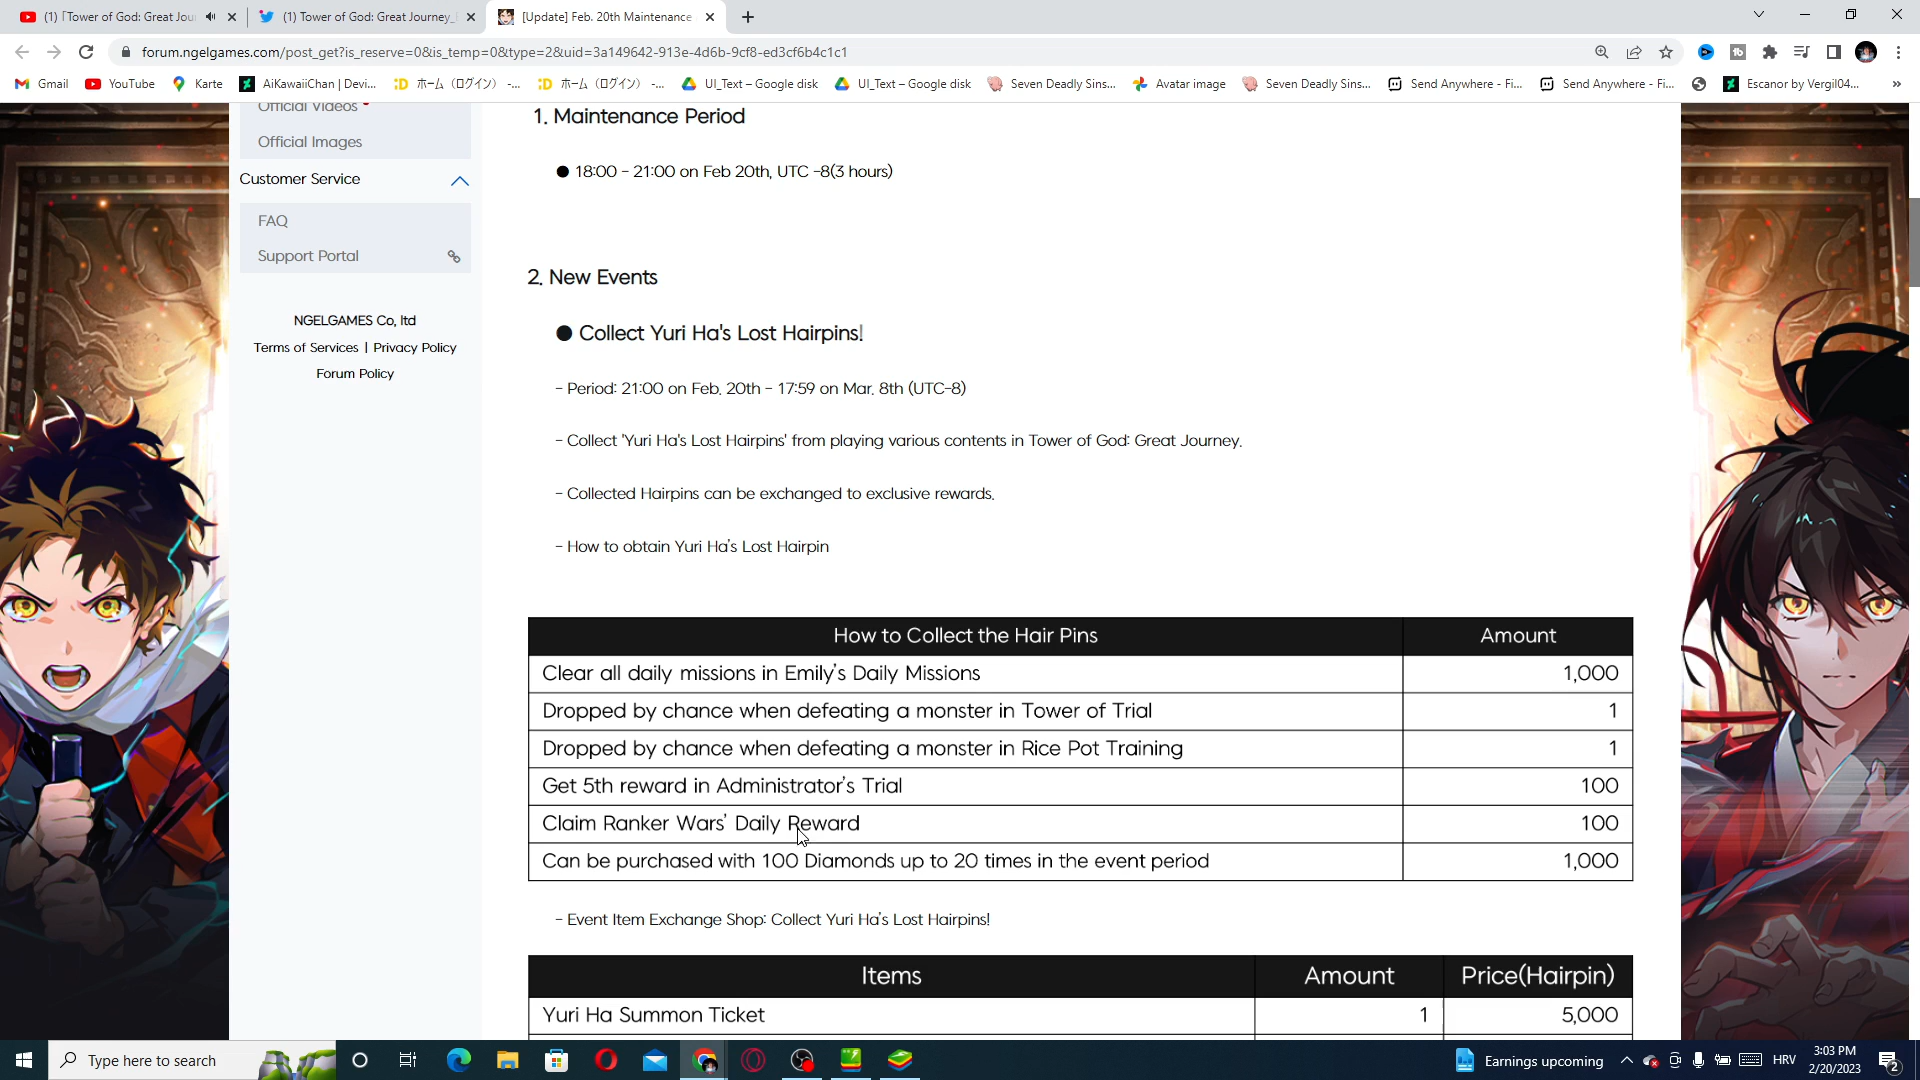 (1) 「Tower of God: Great Jou
(1) Tower of God: Great Journey_
[Update] Feb. 20th Maintenance
forum.ngelgames.com/post_get?is_reserve=0&is_temp=0&type=2&uid=3a149642-913e-4d6b-9cf8-ed3cf6b4c1c1
Gmail
YouTube
Karte
AiKawaiiChan | Devi...
ホーム（ログイン） -...
ホーム（ログイン） -...
UI_Text – Google disk
UI_Text – Google disk
Seven Deadly Sins...
Avatar image
Seven Deadly Sins...
Send Anywhere - Fi...
Send Anywhere - Fi...
Escanor by Vergil04...
»
Official Videos
Official Images
Customer Service
FAQ
Support Portal
NGELGAMES Co, ltd
Terms of Services | Privacy Policy
Forum Policy
1. Maintenance Period
● 18:00 - 21:00 on Feb 20th, UTC -8(3 hours)
2. New Events
● Collect Yuri Ha's Lost Hairpins!
- Period: 21:00 on Feb. 20th - 17:59 on Mar. 8th (UTC-8)
- Collect 'Yuri Ha's Lost Hairpins' from playing various contents in Tower of God: Great Journey.
- Collected Hairpins can be exchanged to exclusive rewards.
- How to obtain Yuri Ha's Lost Hairpin
How to Collect the Hair Pins Amount
Clear all daily missions in Emily's Daily Missions 1,000
Dropped by chance when defeating a monster in Tower of Trial 1
Dropped by chance when defeating a monster in Rice Pot Training 1
Get 5th reward in Administrator's Trial 100
Claim Ranker Wars' Daily Reward 100
Can be purchased with 100 Diamonds up to 20 times in the event period 1,000
- Event Item Exchange Shop: Collect Yuri Ha's Lost Hairpins!
Items Amount Price(Hairpin)
Yuri Ha Summon Ticket 1 5,000
Type here to search
Earnings upcoming
HRV
3:03 PM
2/20/2023
2